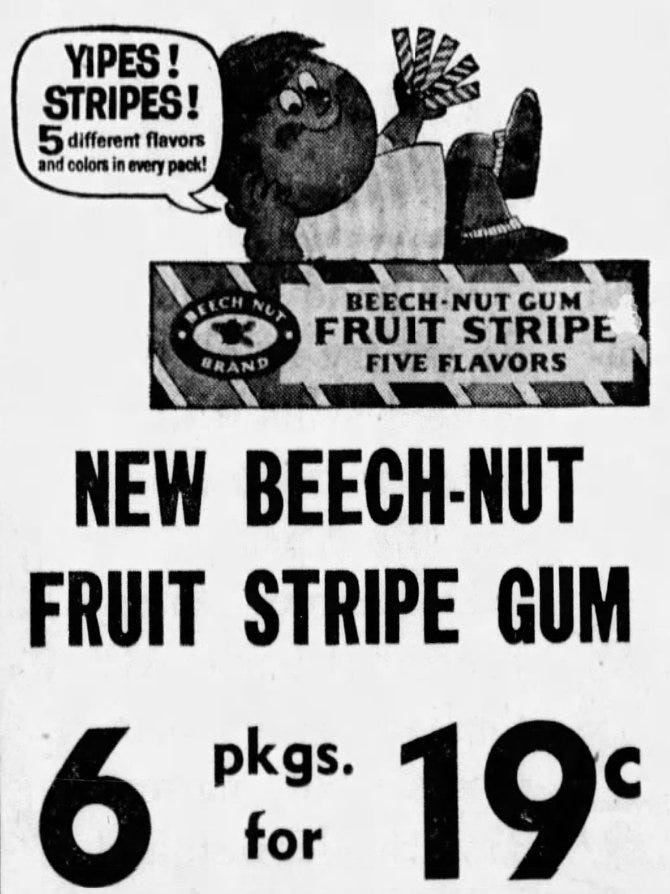 YIPES!
STRIPES!
5 different flavors
and colors in every pack!
BEECH-NUT
BRAND
BEECH-NUT GUM
FRUIT STRIPE
FIVE FLAVORS
NEW BEECH-NUT
FRUIT STRIPE GUM
6 pkgs. for 19c